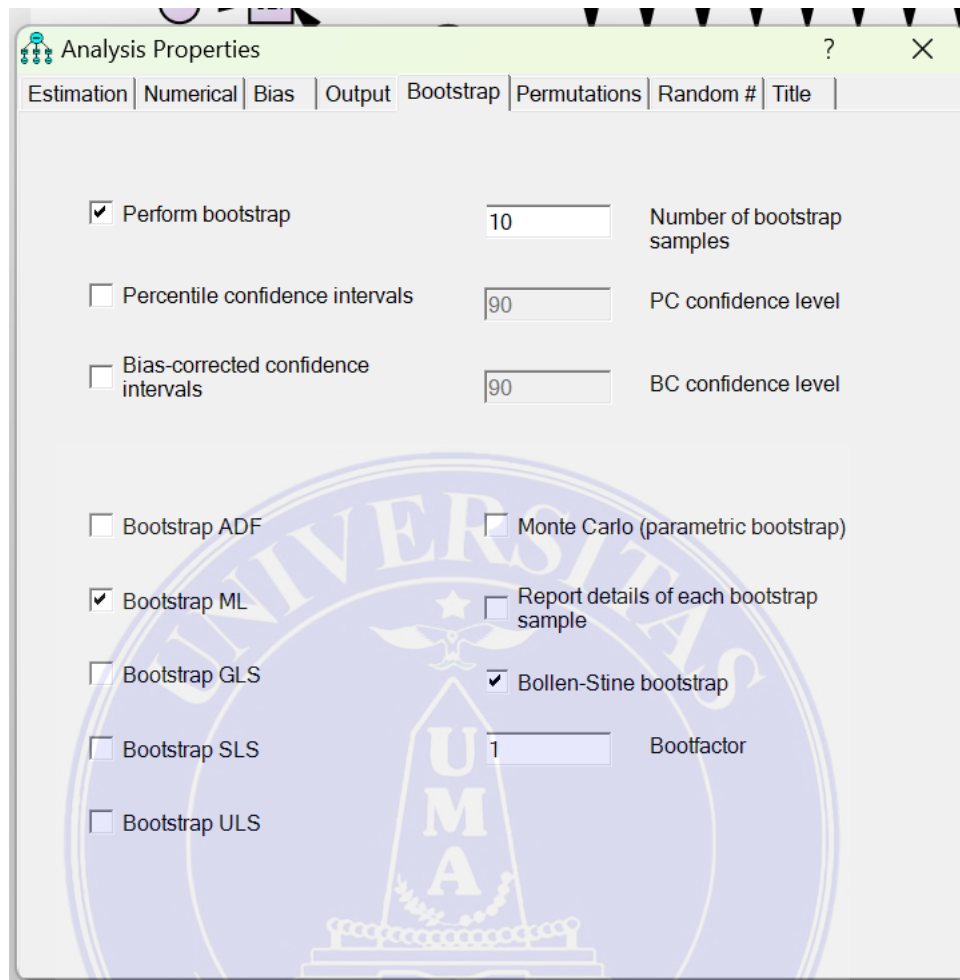 Analysis Properties ?
Estimation Numerical Bias Output Bootstrap Permutations Random # Title
Perform bootstrap 10 Number of bootstrap
samples
Percentile confidence intervals 90 PC confidence level
Bias-corrected confidence
intervals 90 BC confidence level
Bootstrap ADF Monte Carlo (parametric bootstrap)
Bootstrap ML Report details of each bootstrap
sample
Bootstrap GLS Bollen-Stine bootstrap
Bootstrap SLS 1 Bootfactor
Bootstrap ULS
UNIVERSITAS
U
M
A